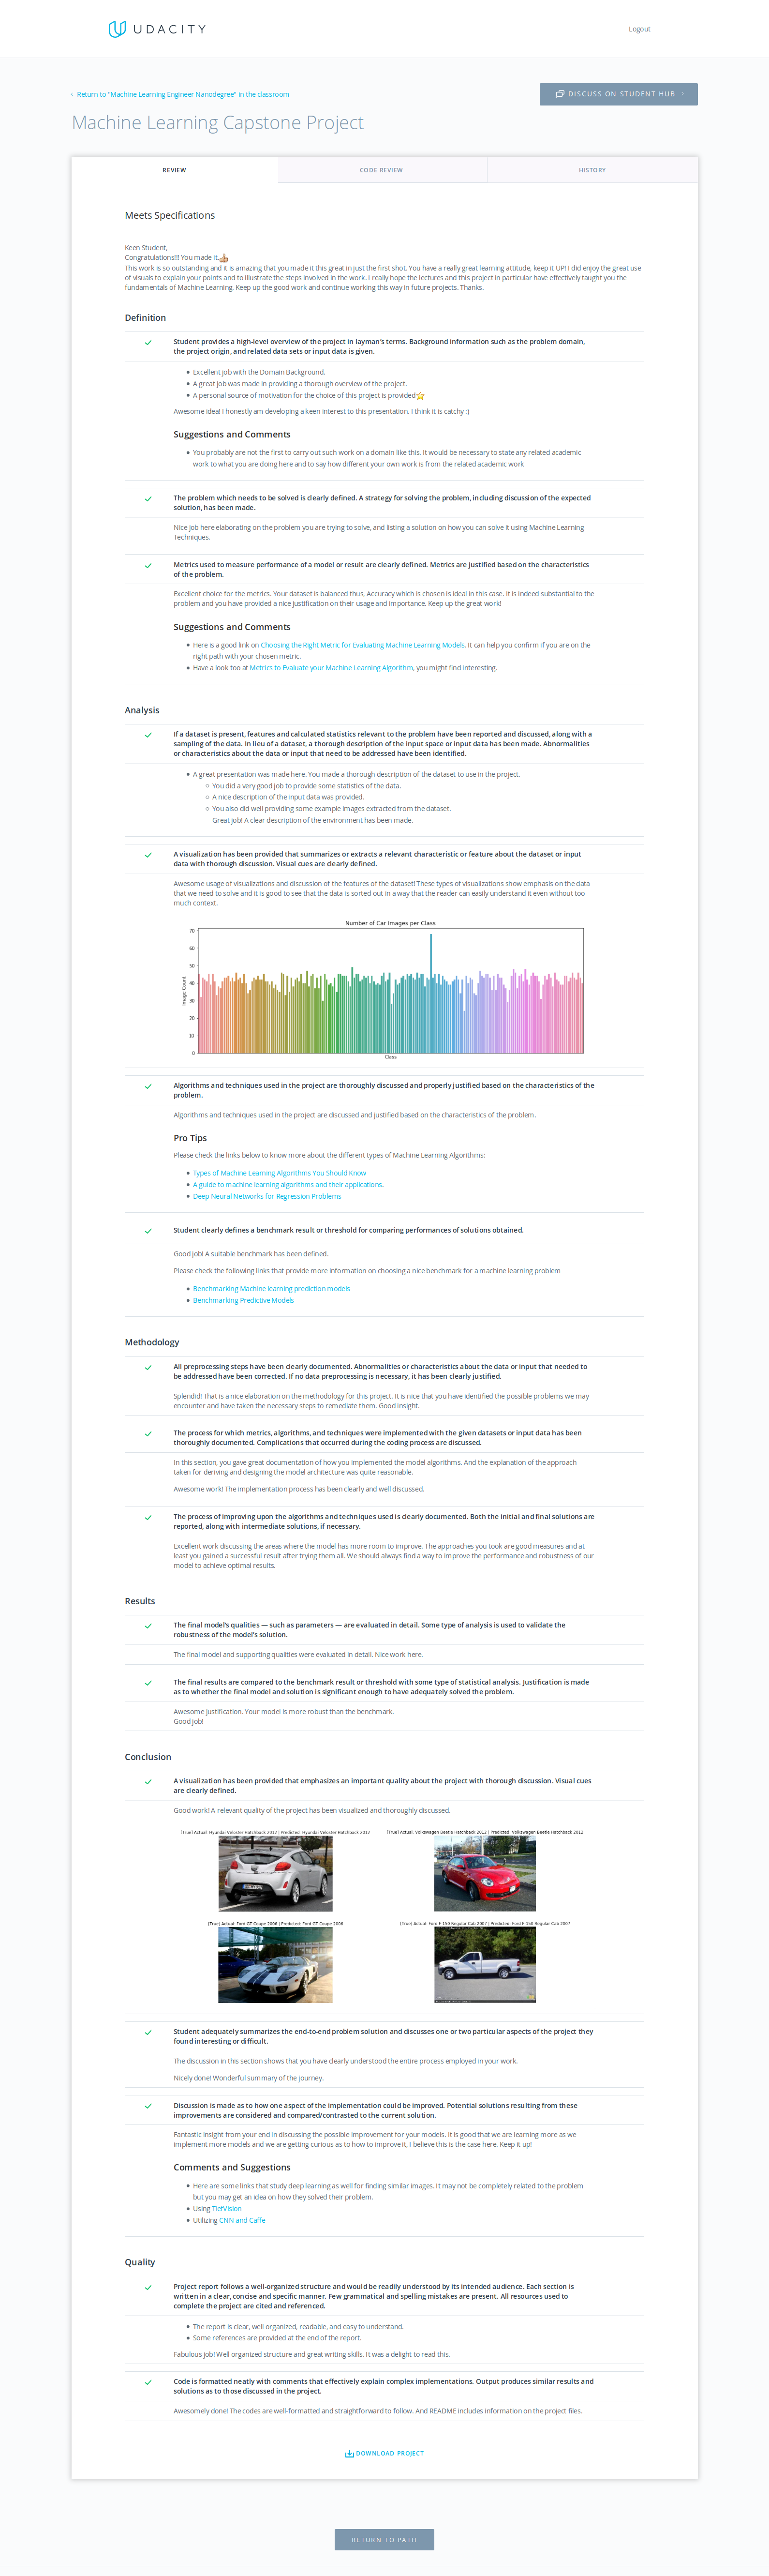 UDACITY
Logout
Return to "Machine Learning Engineer Nanodegree" in the classroom
DISCUSS ON STUDENT HUB
Machine Learning Capstone Project
REVIEW
CODE REVIEW
HISTORY
Meets Specifications
Keen Student,
Congratulations!!! You made it.
This work is so outstanding and it is amazing that you made it this great in just the first shot. You have a really great learning attitude, keep it UP! I did enjoy the great use
of visuals to explain your points and to illustrate the steps involved in the work. I really hope the lectures and this project in particular have effectively taught you the
fundamentals of Machine Learning. Keep up the good work and continue working this way in future projects. Thanks.
Definition
Student provides a high-level overview of the project in layman's terms. Background information such as the problem domain,
the project origin, and related data sets or input data is given.
Excellent job with the Domain Background.
A great job was made in providing a thorough overview of the project.
A personal source of motivation for the choice of this project is provided
Awesome idea! I honestly am developing a keen interest to this presentation. I think it is catchy :)
Suggestions and Comments
You are probably not the first to carry out such work on a domain like this. It would be necessary to state any related academic
work to what you are doing here and to say how different your own work is from the related academic work
The problem which needs to be solved is clearly defined. A strategy for solving the problem, including discussion of the expected
solution, has been made.
Nice job here elaborating on the problem you are trying to solve, and listing a solution on how you can solve it using Machine Learning
Techniques.
Metrics used to measure performance of a model or result are clearly defined. Metrics are justified based on the characteristics
of the problem.
Excellent choice for the metrics. Your dataset is balanced thus, Accuracy which is chosen is ideal in this case. It is indeed substantial to the
problem and you have provided a nice justification on their usage and importance. Keep up the great work!
Suggestions and Comments
Here is a good link on Choosing the Right Metric for Evaluating Machine Learning Models. It can help you confirm if you are on the
right path with your chosen metric.
Have a look too at Metrics to Evaluate your Machine Learning Algorithm, you might find interesting.
Analysis
If a dataset is present, features and calculated statistics relevant to the problem have been reported and discussed, along with a
sampling of the data. In lieu of a dataset, a thorough description of the input space or input data has been made. Abnormalities
or characteristics about the data or input that need to be addressed have been identified.
A great presentation was made here. You made a thorough description of the dataset to use in the project.
You did a very good job to provide some statistics of the data.
A nice description of the input data was provided.
You also did well providing some example images extracted from the dataset.
Great job! A clear description of the environment has been made.
A visualization has been provided that summarizes or extracts a relevant characteristic or feature about the dataset or input
data with thorough discussion. Visual cues are clearly defined.
Awesome usage of visualizations and discussion of the features of the dataset! These types of visualizations show emphasis on the data
that we need to solve and it is good to see that the data is sorted out in a way that the reader can easily understand it even without too
much context.
Number of Car Images per Class
70
60
50
40
30
20
10
0
Image Count
Class
Algorithms and techniques used in the project are thoroughly discussed and properly justified based on the characteristics of the
problem.
Algorithms and techniques used in the project are discussed and justified based on the characteristics of the problem.
Pro Tips
Please check the links below to know more about the different types of Machine Learning Algorithms:
Types of Machine Learning Algorithms You Should Know
A guide to machine learning algorithms and their applications.
Deep Neural Networks for Regression Problems
Student clearly defines a benchmark result or threshold for comparing performances of solutions obtained.
Good job! A suitable benchmark has been defined.
Please check the following links that provide more information on choosing a nice benchmark for a machine learning problem
Benchmarking Machine learning prediction models
Benchmarking Predictive Models
Methodology
All preprocessing steps have been clearly documented. Abnormalities or characteristics about the data or input that needed to
be addressed have been corrected. If no data preprocessing is necessary, it has been clearly justified.
Splendid! That is a nice elaboration on the methodology for this project. It is nice that you have identified the possible problems we may
encounter and have taken the necessary steps to remediate them. Good insight.
The process for which metrics, algorithms, and techniques were implemented with the given datasets or input data has been
thoroughly documented. Complications that occurred during the coding process are discussed.
In this section, you gave great documentation of how you implemented the model algorithms. And the explanation of the approach
taken for deriving and designing the model architecture was quite reasonable.
Awesome work! The implementation process has been clearly and well discussed.
The process of improving upon the algorithms and techniques used is clearly documented. Both the initial and final solutions are
reported, along with intermediate solutions, if necessary.
Excellent work discussing the areas where the model has more room to improve. The approaches you took are good measures and at
least you gained a successful result after trying them all. We should always find a way to improve the performance and robustness of our
model to achieve optimal results.
Results
The final model's qualities — such as parameters — are evaluated in detail. Some type of analysis is used to validate the
robustness of the model's solution.
The final model and supporting qualities were evaluated in detail. Nice work here.
The final results are compared to the benchmark result or threshold with some type of statistical analysis. Justification is made
as to whether the final model and solution is significant enough to have adequately solved the problem.
Awesome justification. Your model is more robust than the benchmark.
Good job!
Conclusion
A visualization has been provided that emphasizes an important quality about the project with thorough discussion. Visual cues
are clearly defined.
Good work! A relevant quality of the project has been visualized and thoroughly discussed.
[True] Actual: Hyundai Veloster Hatchback 2012 | Predicted: Hyundai Veloster Hatchback 2012
[True] Actual: Volkswagen Beetle Hatchback 2012 | Predicted: Volkswagen Beetle Hatchback 2012
[True] Actual: Ford GT Coupe 2006 | Predicted: Ford GT Coupe 2006
[True] Actual: Ford F-150 Regular Cab 2007 | Predicted: Ford F-150 Regular Cab 2007
Student adequately summarizes the end-to-end problem solution and discusses one or two particular aspects of the project they
found interesting or difficult.
The discussion in this section shows that you have clearly understood the entire process employed in your work.
Nicely done! Wonderful summary of the journey.
Discussion is made as to how one aspect of the implementation could be improved. Potential solutions resulting from these
improvements are considered and compared/contrasted to the current solution.
Fantastic insight from your end in discussing the possible improvement for your models. It is good that we are learning more as we
implement more models and we are getting curious as to how to improve it, I believe this is the case here. Keep it up!
Comments and Suggestions
Here are some links that study deep learning as well for finding similar images. It may not be completely related to the problem
but you may get an idea on how they solved their problem.
Using TiefVision
Utilizing CNN and Caffe
Quality
Project report follows a well-organized structure and would be readily understood by its intended audience. Each section is
written in a clear, concise and specific manner. Few grammatical and spelling mistakes are present. All resources used to
complete the project are cited and referenced.
The report is clear, well organized, readable, and easy to understand.
Some references are provided at the end of the report.
Fabulous job! Well organized structure and great writing skills. It was a delight to read this.
Code is formatted neatly with comments that effectively explain complex implementations. Output produces similar results and
solutions as to those discussed in the project.
Awesomely done! The codes are well-formatted and straightforward to follow. And README includes information on the project files.
DOWNLOAD PROJECT
RETURN TO PATH